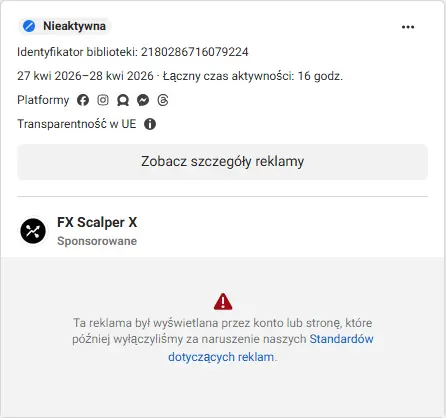 Nieaktywna
Identyfikator biblioteki: 2180286716079224
27 kwi 2026–28 kwi 2026 · Łączny czas aktywności: 16 godz.
Platformy
Transparentność w UE
Zobacz szczegóły reklamy
FX Scalper X
Sponsorowane
Ta reklama był wyświetlana przez konto lub stronę, które
później wyłączyliśmy za naruszenie naszych Standardów
dotyczących reklam.